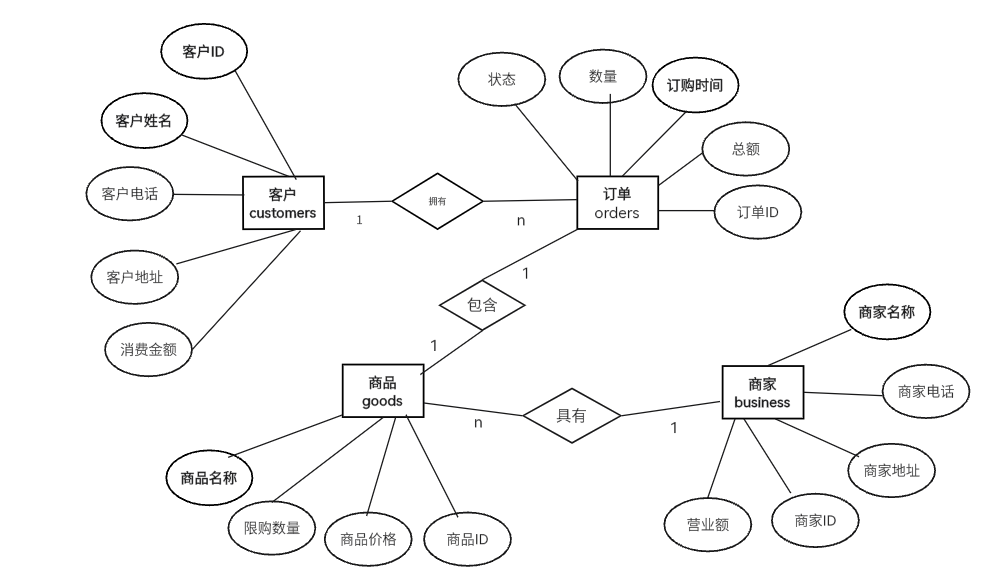 客户ID
状态
数量
订购时间
客户姓名
总额
客户电话
客户
customers
1
拥有
n
订单
orders
订单ID
客户地址
1
包含
商家名称
消费金额
1
商品
goods
n
具有
1
商家
business
商家电话
商品名称
商家地址
限购数量
商品价格
商品ID
营业额
商家ID